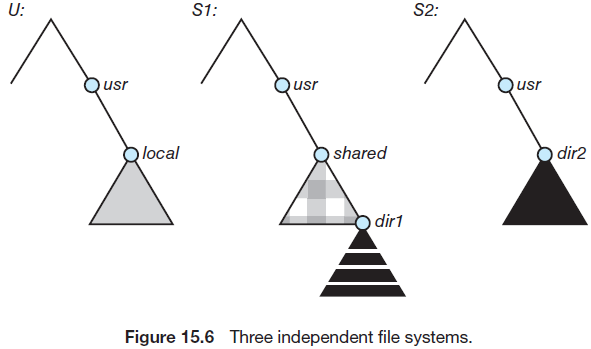 U:
S1:
S2:
usr
usr
usr
local
shared
dir2
dir1
Figure 15.6 Three independent file systems.